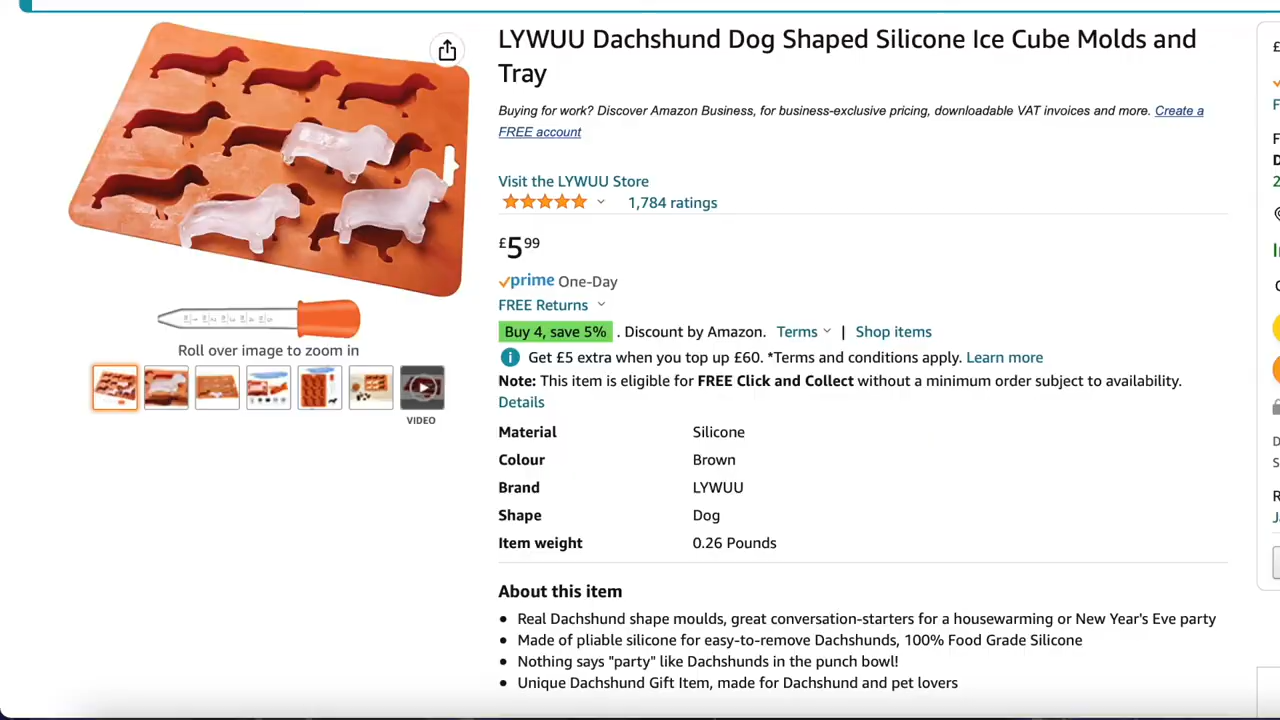 LYWUU Dachshund Dog Shaped Silicone Ice Cube Molds and
Tray
Buying for work? Discover Amazon Business, for business-exclusive pricing, downloadable VAT invoices and more. Create a
FREE account
Visit the LYWUU Store
1,784 ratings
£599
prime One-Day
FREE Returns
Buy 4, save 5% . Discount by Amazon. Terms | Shop items
i Get £5 extra when you top up £60. *Terms and conditions apply. Learn more
Note: This item is eligible for FREE Click and Collect without a minimum order subject to availability.
Details
Roll over image to zoom in
VIDEO
Material Silicone
Colour Brown
Brand LYWUU
Shape Dog
Item weight 0.26 Pounds
About this item
• Real Dachshund shape moulds, great conversation-starters for a housewarming or New Year's Eve party
• Made of pliable silicone for easy-to-remove Dachshunds, 100% Food Grade Silicone
• Nothing says "party" like Dachshunds in the punch bowl!
• Unique Dachshund Gift Item, made for Dachshund and pet lovers